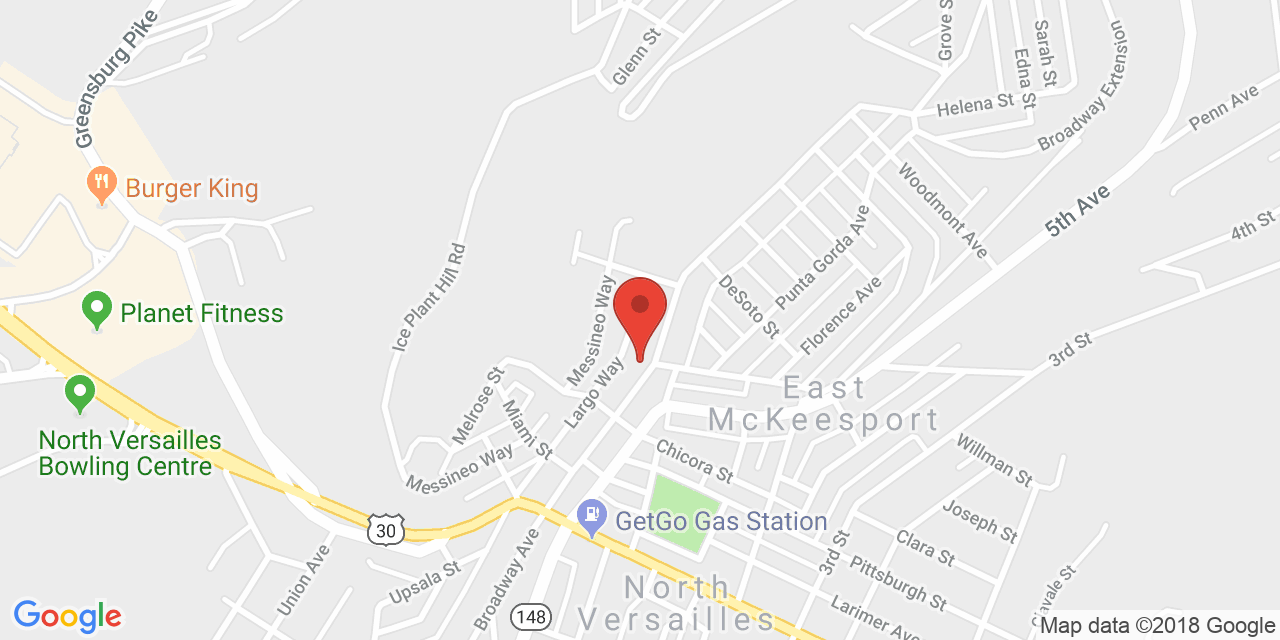 Greensburg Pike
Glenn St
Grove S
Edna St
Sarah St
Helena St
Broadway Extension
Penn Ave
Burger King
Woodmont Ave
5th Ave
4th St
Ice Plant Hill Rd
Messineo Way
DeSoto St
Punta Gorda Ave
Florence Ave
Planet Fitness
3rd St
Largo Way
Melrose St
Miami St
East
McKeesport
North Versailles
Bowling Centre
Messineo Way
Chicora St
Willman St
30
GetGo Gas Station
Joseph St
Clara St
3rd St
Union Ave
Upsala St
Broadway Ave
148
North
Versailles
Pittsburgh St
Larimer Ave
Google
Map data ©2018 Google